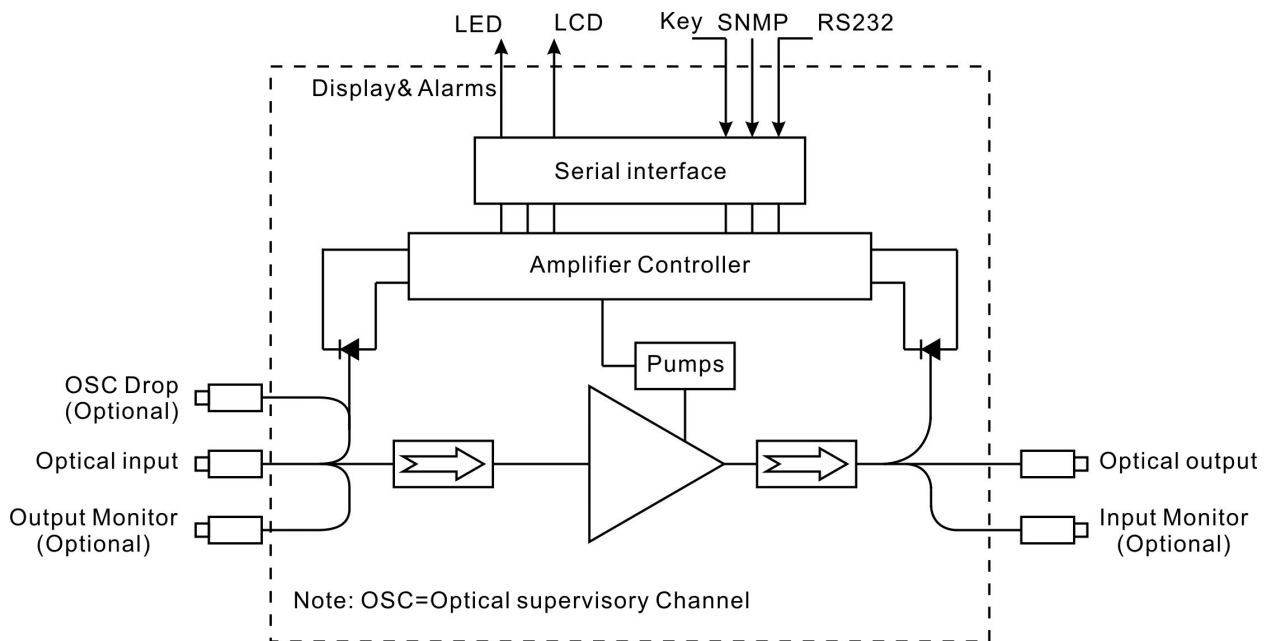 LED
LCD
Key
SNMP
RS232
Display& Alarms
Serial interface
Amplifier Controller
Pumps
OSC Drop
(Optional)
Optical input
Output Monitor
(Optional)
Optical output
Input Monitor
(Optional)
Note: OSC=Optical supervisory Channel